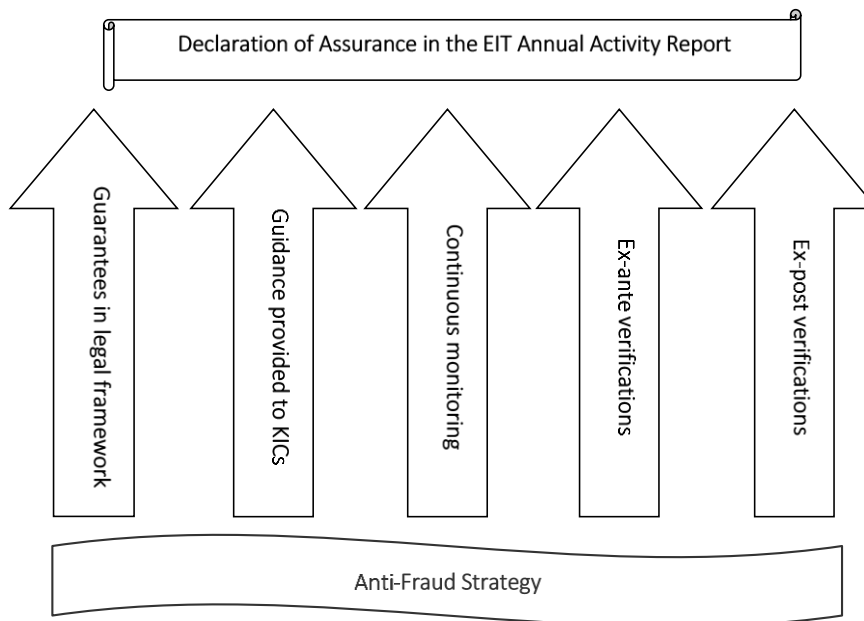 Declaration of Assurance in the EIT Annual Activity Report
Guarantees in legal framework
Guidance provided to KICs
Continuous monitoring
Ex-ante verifications
Ex-post verifications
Anti-Fraud Strategy